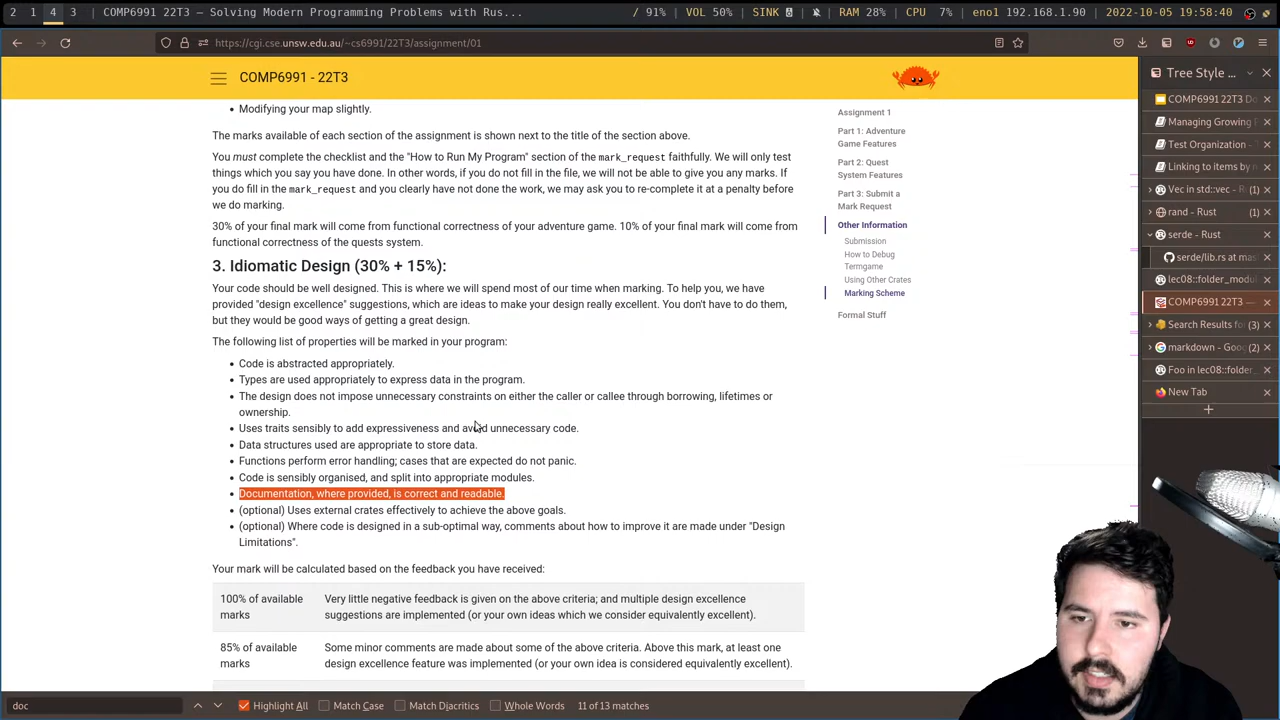 2 1 4 3 [ COMP6991 22T3 — Solving Modern Programming Problems with Rus... / 91% VOL 50% SINK RAM 28% CPU 7% eno1 192.168.1.90 2022-10-05 19:58:40
https://cgi.cse.unsw.edu.au/~cs6991/22T3/assignment/01
COMP6991 - 22T3
Modifying your map slightly.
The marks available of each section of the assignment is shown next to the title of the section above.
You must complete the checklist and the "How to Run My Program" section of the mark_request faithfully. We will only test
things which you say you have done. In other words, if you do not fill in the file, we will not be able to give you any marks. If
you do fill in the mark_request and you clearly have not done the work, we may ask you to re-complete it at a penalty before
we do marking.
30% of your final mark will come from functional correctness of your adventure game. 10% of your final mark will come from
functional correctness of the quests system.
3. Idiomatic Design (30% + 15%):
Your code should be well designed. This is where we will spend most of our time when marking. To help you, we have
provided "design excellence" suggestions, which are ideas to make your design really excellent. You don't have to do them,
but they would be good ways of getting a great design.
The following list of properties will be marked in your program:
Code is abstracted appropriately.
Types are used appropriately to express data in the program.
The design does not impose unnecessary constraints on either the caller or callee through borrowing, lifetimes or
ownership.
Uses traits sensibly to add expressiveness and avoid unnecessary code.
Data structures used are appropriate to store data.
Functions perform error handling; cases that are expected do not panic.
Code is sensibly organised, and split into appropriate modules.
Documentation, where provided, is correct and readable.
(optional) Uses external crates effectively to achieve the above goals.
(optional) Where code is designed in a sub-optimal way, comments about how to improve it are made under "Design
Limitations".
Your mark will be calculated based on the feedback you have received:
100% of available
marks
Very little negative feedback is given on the above criteria; and multiple design excellence
suggestions are implemented (or your own ideas which we consider equivalently excellent).
85% of available
marks
Some minor comments are made about some of the above criteria. Above this mark, at least one
design excellence feature was implemented (or your own idea is considered equivalently excellent).
Assignment 1
Part 1: Adventure
Game Features
Part 2: Quest
System Features
Part 3: Submit a
Mark Request
Other Information
Submission
How to Debug
Termgame
Using Other Crates
Marking Scheme
Formal Stuff
Tree Style
COMP6991 22T3 Do
Managing Growing
Test Organization -
Linking to items by n
Vec in std::vec - Ru
rand - Rust (1)
serde - Rust
serde/lib.rs at mas
lec08::folder_modu
COMP6991 22T3 —
Search Results fo (3)
markdown - Goo (2)
Foo in lec08::folder_
New Tab
doc Highlight All Match Case Match Diacritics Whole Words 11 of 13 matches